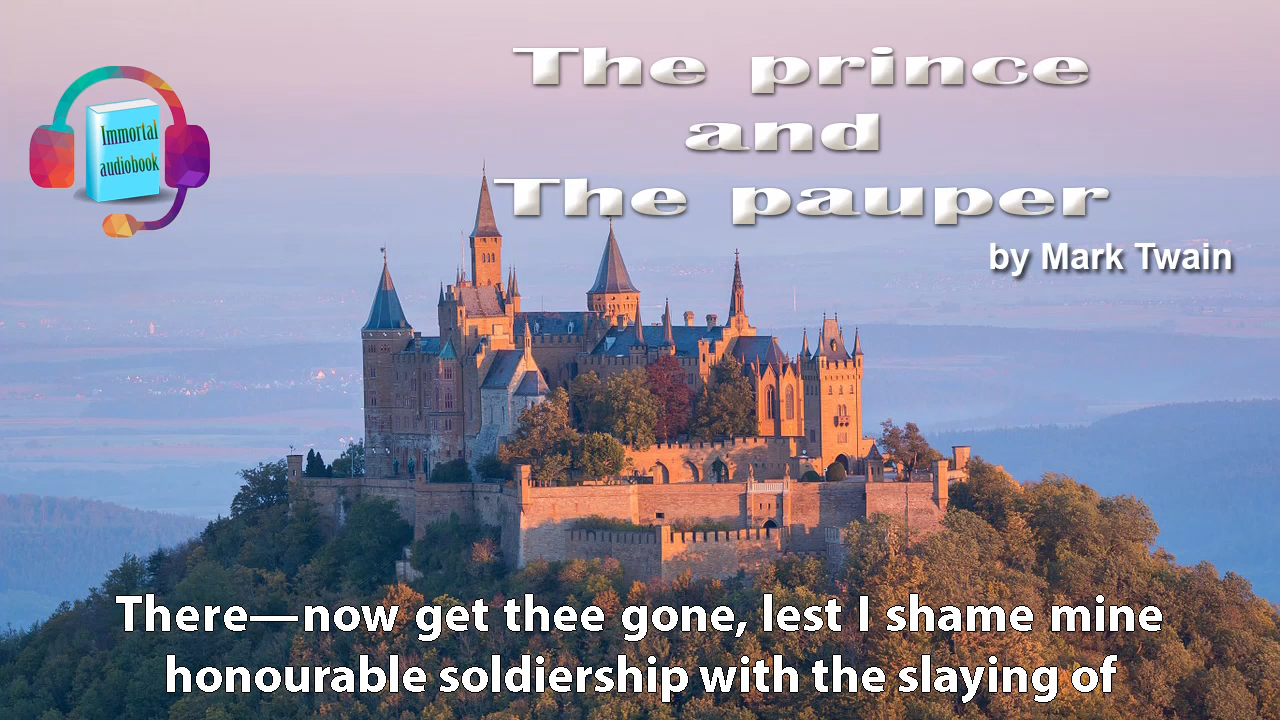 Immortal
audiobook
The prince
and
The pauper
by Mark Twain
There—now get thee gone, lest I shame mine
honourable soldiership with the slaying of